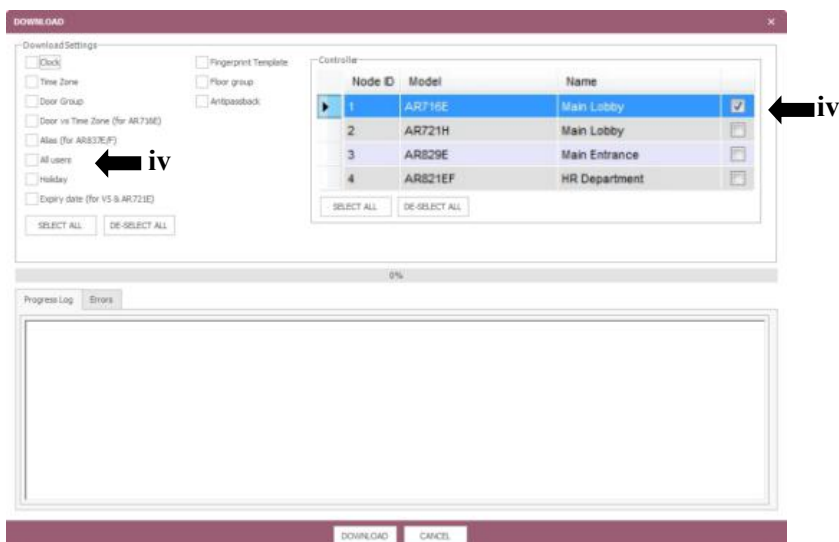 DOWNLOAD
Download Settings
Clock
Time Zone
Door Group
Door vs Time Zone (for AR716E)
Alias (for AR837E/F)
All users
iv
Holiday
Expiry date (for V5 & AR721E)
SELECT ALL DE-SELECT ALL
Fingerprint Template
Floor group
Antipassback
Controller
Node ID Model Name
1 AR716E Main Lobby
iv
2 AR721H Main Lobby
3 AR829E Main Entrance
4 AR821EF HR Department
SELECT ALL DE-SELECT ALL
0%
Progress Log Errors
DOWNLOAD CANCEL